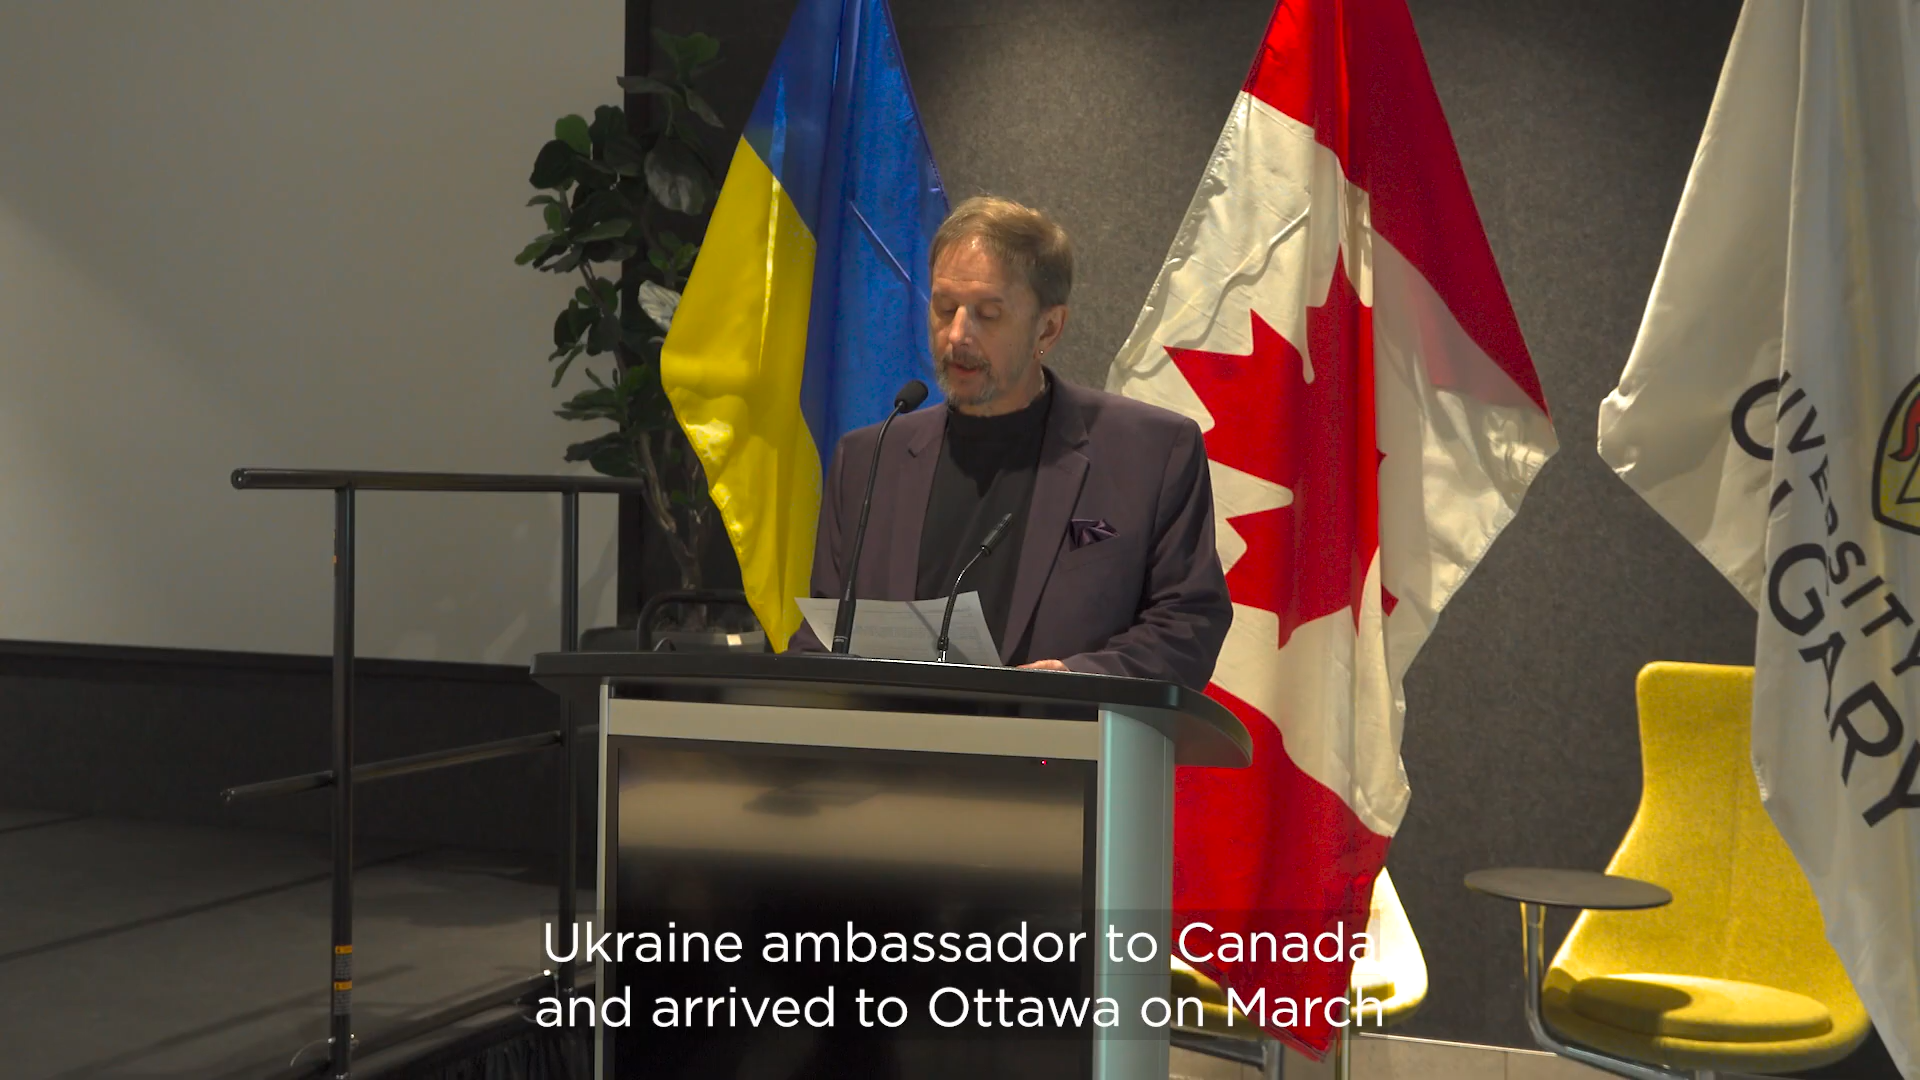 Ukraine ambassador to Canada
and arrived to Ottawa on March